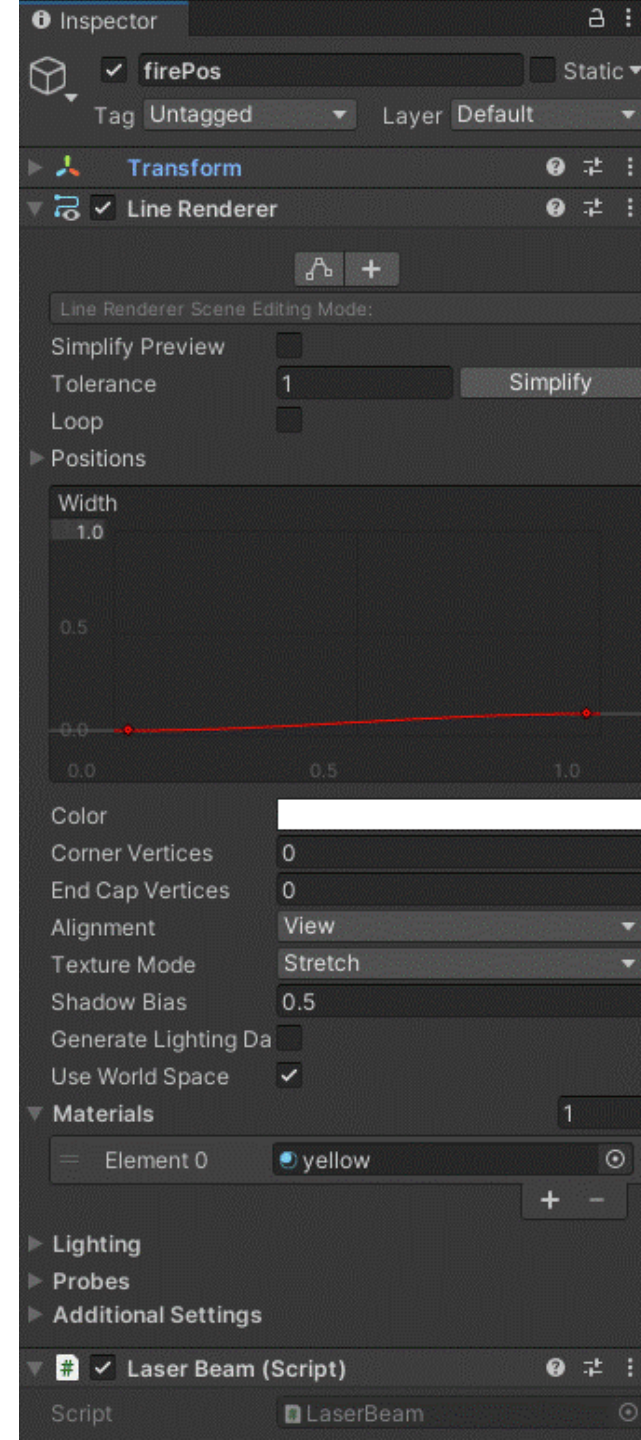 Inspector
firePos
Static
Tag Untagged Layer Default
Transform
Line Renderer
Line Renderer Scene Editing Mode:
Simplify Preview
Tolerance 1 Simplify
Loop
Positions
Width
1.0
0.5
0.0
0.0 0.5 1.0
Color
Corner Vertices 0
End Cap Vertices 0
Alignment View
Texture Mode Stretch
Shadow Bias 0.5
Generate Lighting Da
Use World Space
Materials 1
Element 0 yellow
Lighting
Probes
Additional Settings
# Laser Beam (Script)
Script LaserBeam